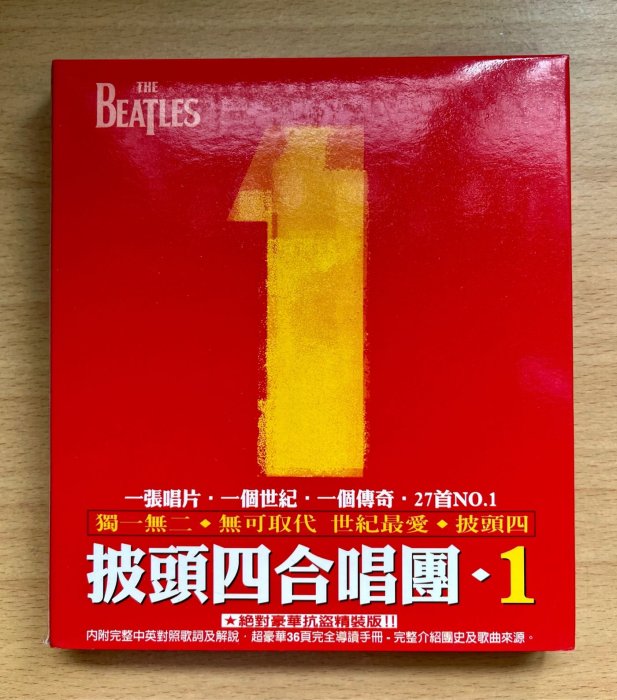 THE
BEATLES
1
一張唱片・一個世紀・一個傳奇・27首NO.1
獨一無二◆無可取代 世紀最愛◆披頭四
披頭四合唱團◆1
★絕對豪華抗盜精裝版!!
內附完整中英對照歌詞及解說・超豪華36頁完全導讀手冊-完整介紹團史及歌曲來源。